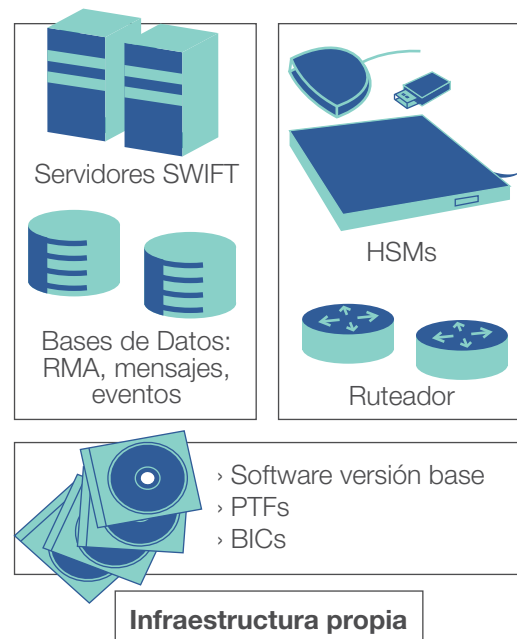 Servidores SWIFT
Bases de Datos:
RMA, mensajes,
eventos
HSMs
Ruteador
› Software versión base
› PTFs
› BICs
Infraestructura propia